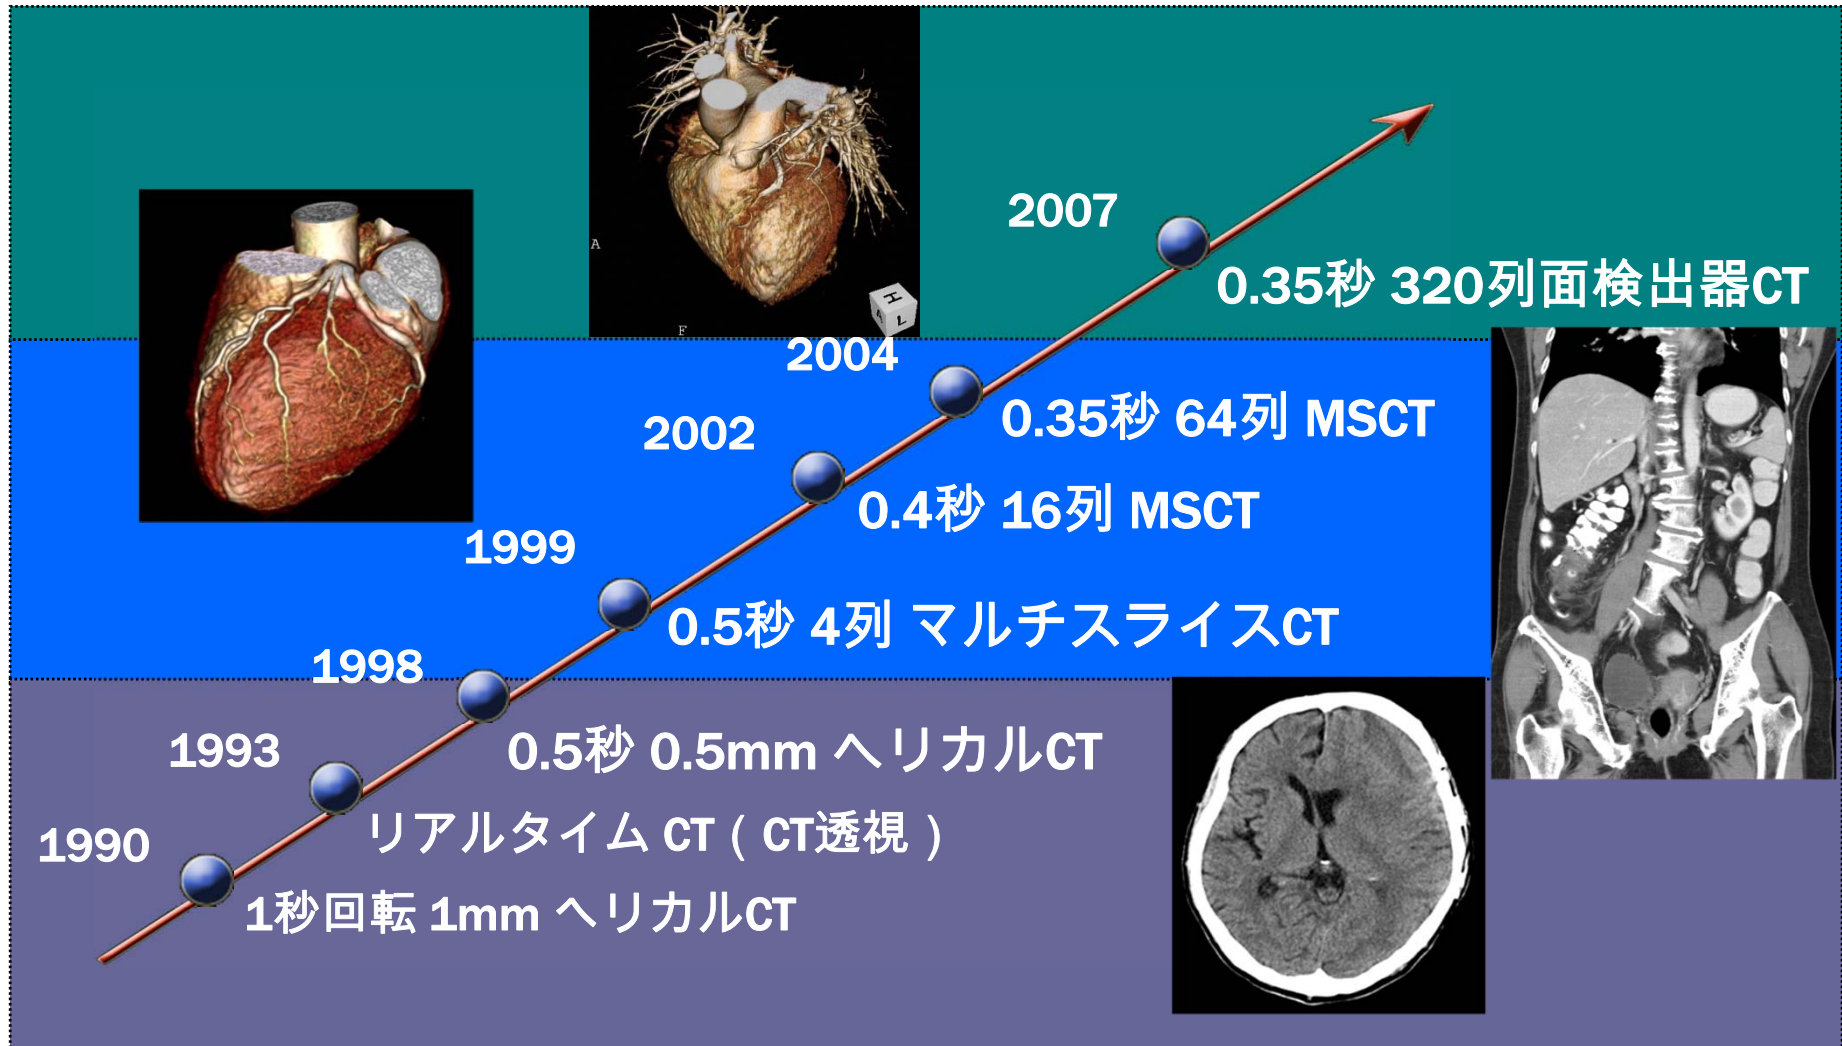 A
F
H
A
L
2007
0.35秒 320列面検出器CT
2004
0.35秒 64列 MSCT
2002
0.4秒 16列 MSCT
1999
0.5秒 4列 マルチスライスCT
1998
0.5秒 0.5mm ヘリカルCT
1993
リアルタイム CT ( CT透視 )
1990
1秒回転 1mm ヘリカルCT